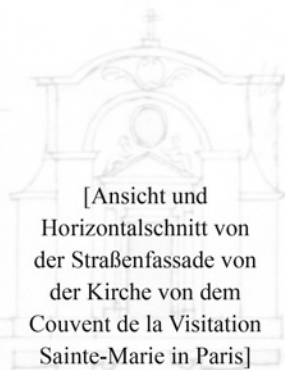 [Ansicht und
Horizontalschnitt von
der Straßenfassade von
der Kirche von dem
Couvent de la Visitation
Sainte-Marie in Paris]